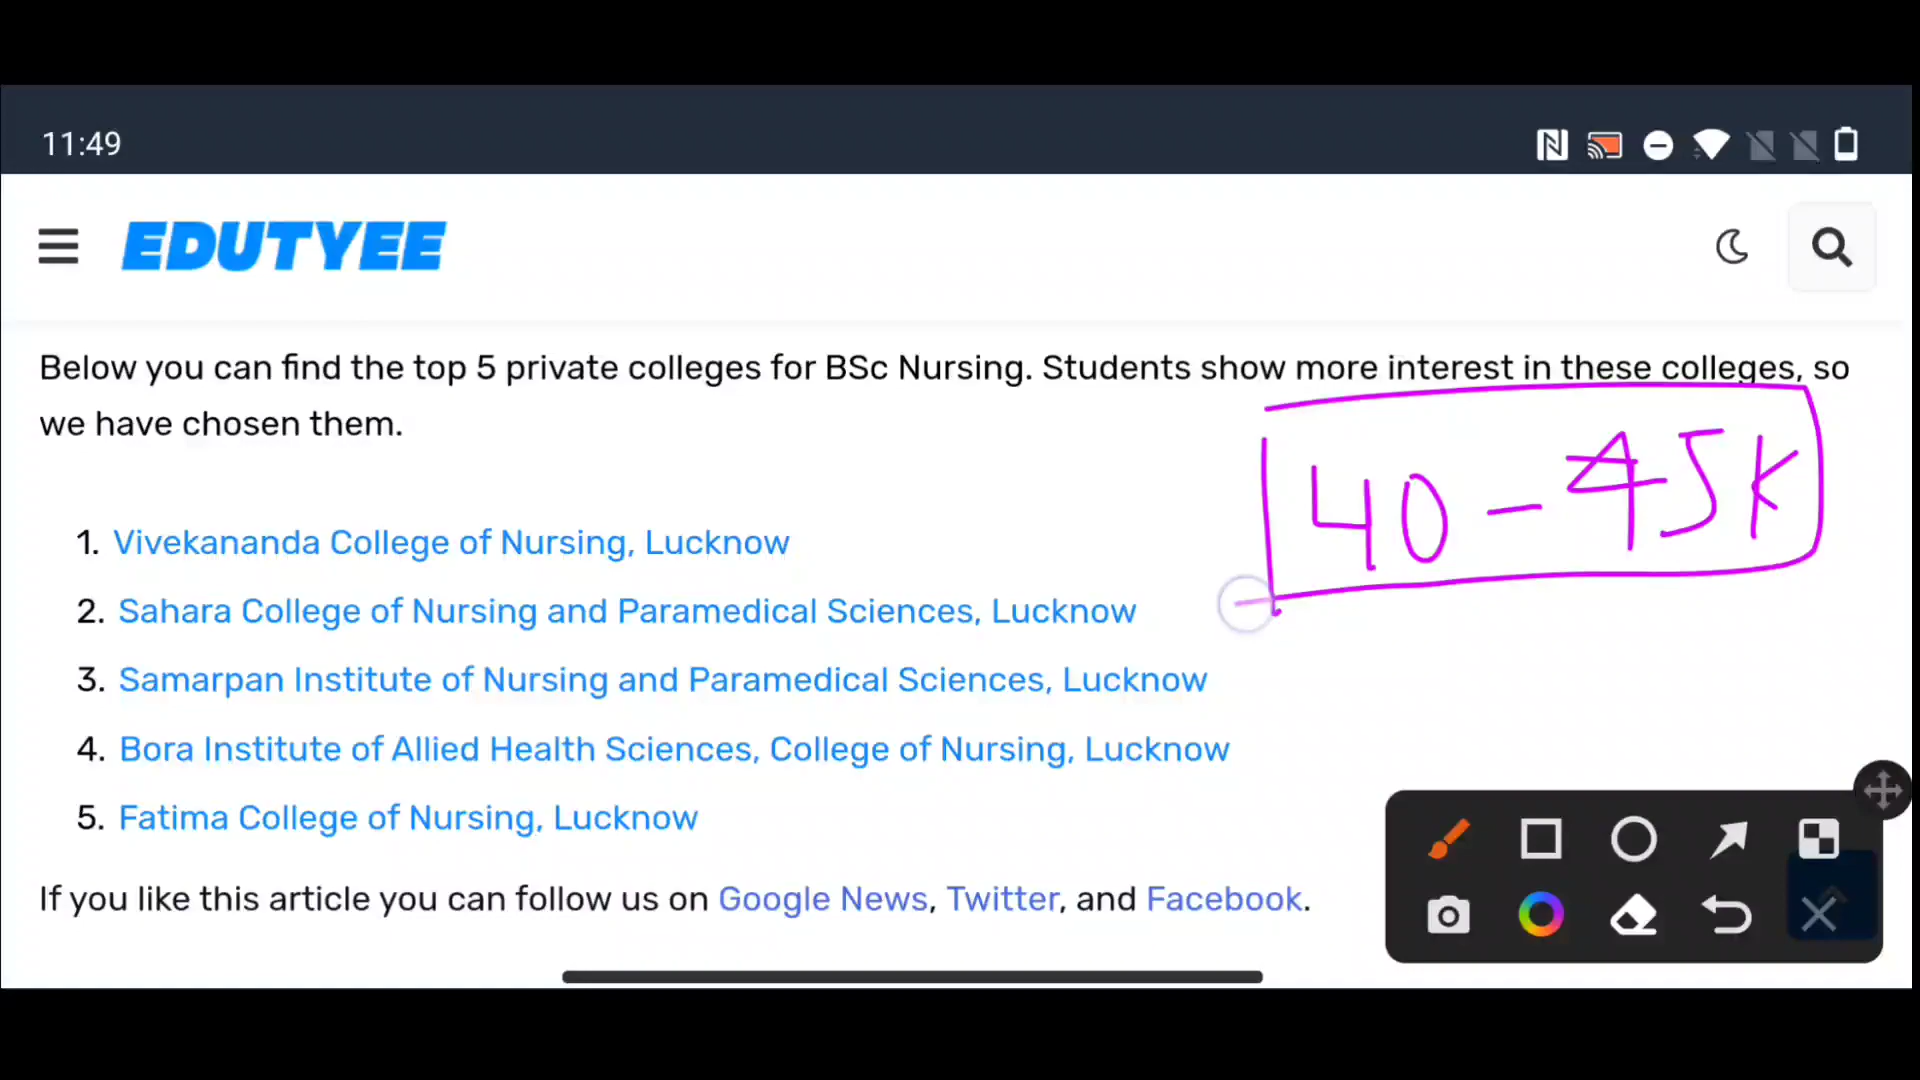 11:49
EDUTYEE
Below you can find the top 5 private colleges for BSc Nursing. Students show more interest in these colleges, so
we have chosen them.
40 - 45k
1. Vivekananda College of Nursing, Lucknow
2. Sahara College of Nursing and Paramedical Sciences, Lucknow
3. Samarpan Institute of Nursing and Paramedical Sciences, Lucknow
4. Bora Institute of Allied Health Sciences, College of Nursing, Lucknow
5. Fatima College of Nursing, Lucknow
If you like this article you can follow us on Google News, Twitter, and Facebook.